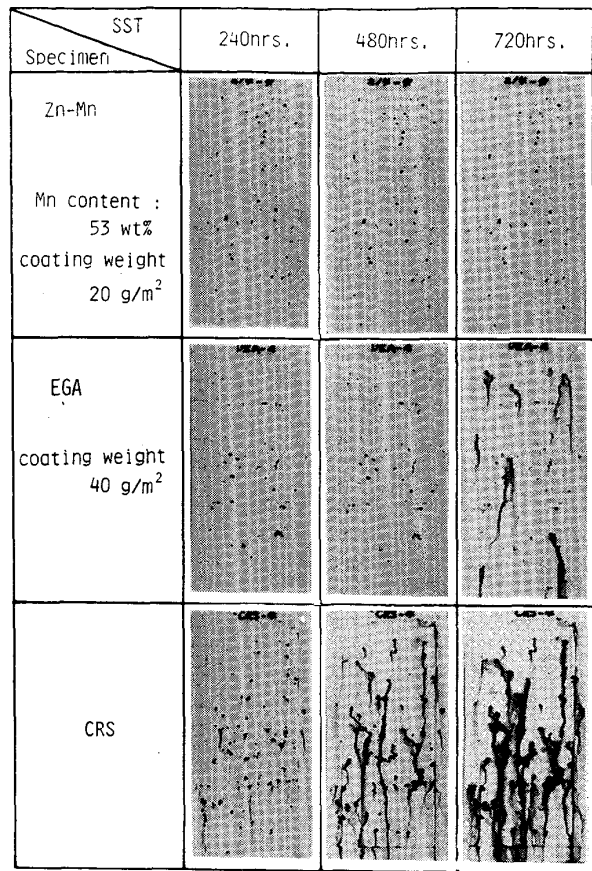 SST
Specimen
240hrs.
480hrs.
720hrs.
Zn-Mn
Mn content :
53 wt%
coating weight
20 g/m²
EGA
coating weight
40 g/m²
CRS